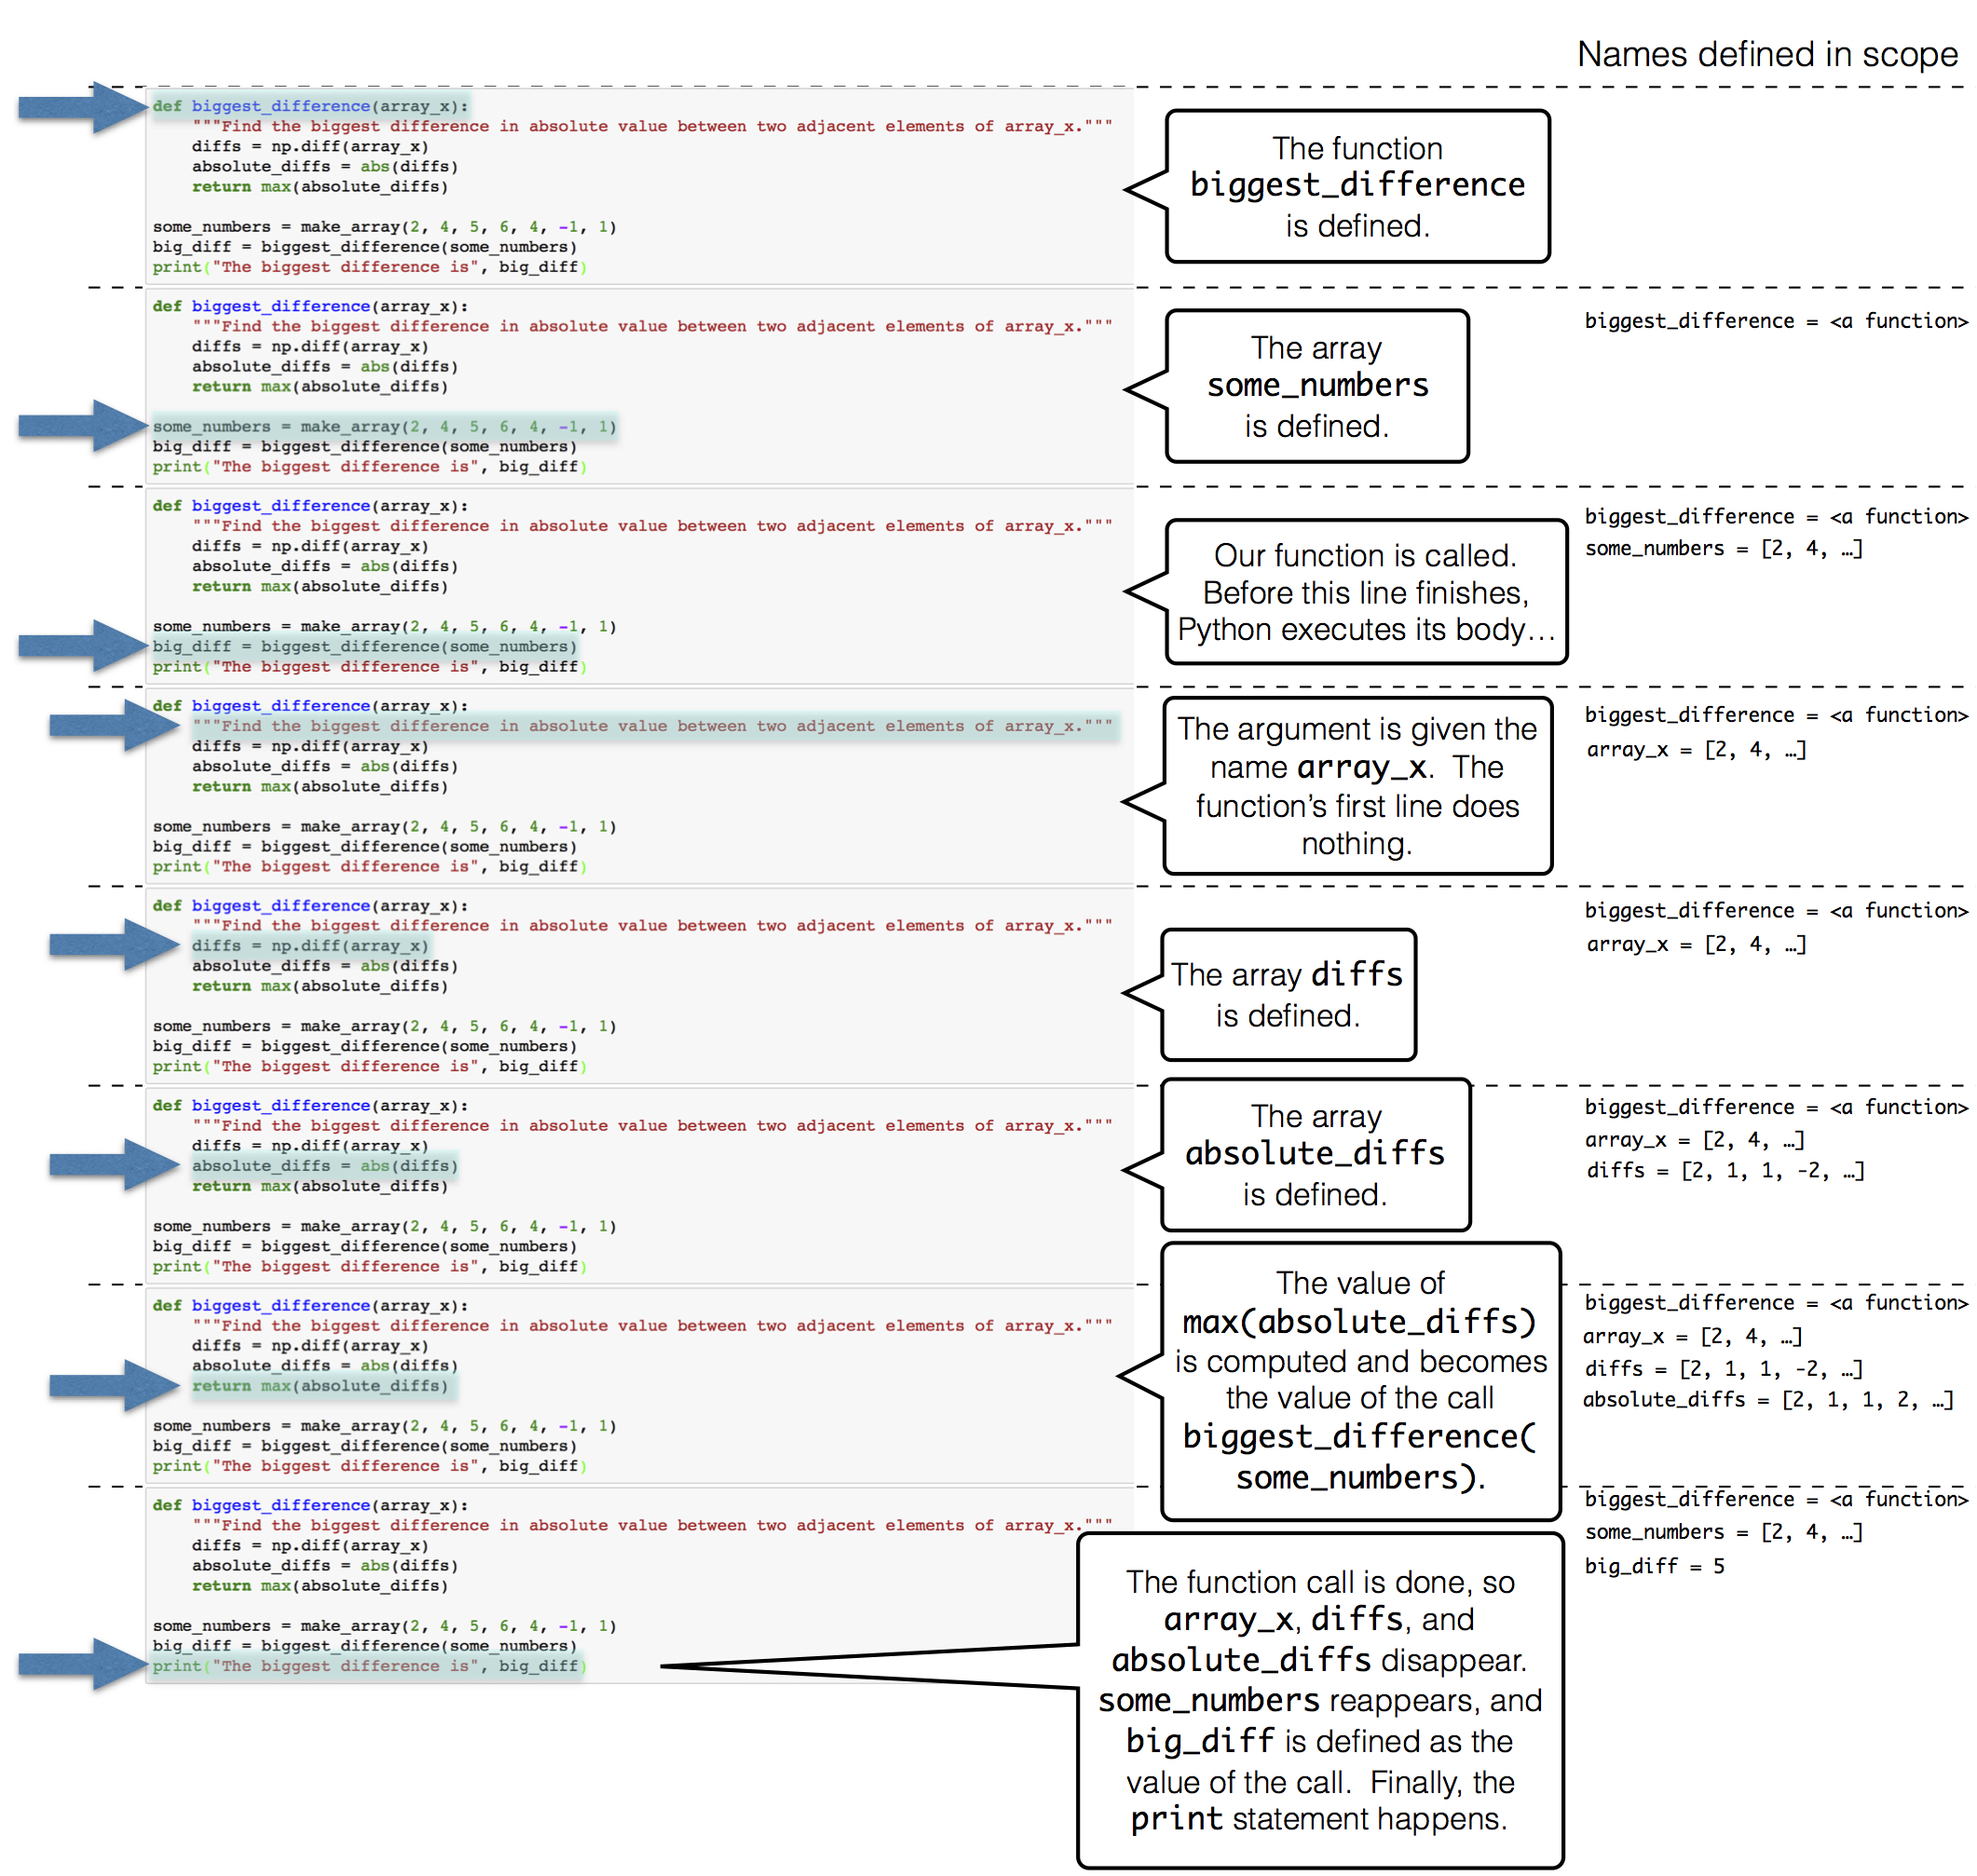 Names defined in scope
def biggest_difference(array_x):
    """Find the biggest difference in absolute value between two adjacent elements of array_x."""
    diffs = np.diff(array_x)
    absolute_diffs = abs(diffs)
    return max(absolute_diffs)
some_numbers = make_array(2, 4, 5, 6, 4, -1, 1)
big_diff = biggest_difference(some_numbers)
print("The biggest difference is", big_diff)
The function
biggest_difference
is defined.
def biggest_difference(array_x):
    """Find the biggest difference in absolute value between two adjacent elements of array_x."""
    diffs = np.diff(array_x)
    absolute_diffs = abs(diffs)
    return max(absolute_diffs)
some_numbers = make_array(2, 4, 5, 6, 4, -1, 1)
big_diff = biggest_difference(some_numbers)
print("The biggest difference is", big_diff)
The array
some_numbers
is defined.
biggest_difference = <a function>
def biggest_difference(array_x):
    """Find the biggest difference in absolute value between two adjacent elements of array_x."""
    diffs = np.diff(array_x)
    absolute_diffs = abs(diffs)
    return max(absolute_diffs)
some_numbers = make_array(2, 4, 5, 6, 4, -1, 1)
big_diff = biggest_difference(some_numbers)
print("The biggest difference is", big_diff)
Our function is called.
Before this line finishes,
Python executes its body…
biggest_difference = <a function>
some_numbers = [2, 4, …]
def biggest_difference(array_x):
    """Find the biggest difference in absolute value between two adjacent elements of array_x."""
    diffs = np.diff(array_x)
    absolute_diffs = abs(diffs)
    return max(absolute_diffs)
some_numbers = make_array(2, 4, 5, 6, 4, -1, 1)
big_diff = biggest_difference(some_numbers)
print("The biggest difference is", big_diff)
The argument is given the
name array_x. The
function’s first line does
nothing.
biggest_difference = <a function>
array_x = [2, 4, …]
def biggest_difference(array_x):
    """Find the biggest difference in absolute value between two adjacent elements of array_x."""
    diffs = np.diff(array_x)
    absolute_diffs = abs(diffs)
    return max(absolute_diffs)
some_numbers = make_array(2, 4, 5, 6, 4, -1, 1)
big_diff = biggest_difference(some_numbers)
print("The biggest difference is", big_diff)
The array diffs
is defined.
biggest_difference = <a function>
array_x = [2, 4, …]
def biggest_difference(array_x):
    """Find the biggest difference in absolute value between two adjacent elements of array_x."""
    diffs = np.diff(array_x)
    absolute_diffs = abs(diffs)
    return max(absolute_diffs)
some_numbers = make_array(2, 4, 5, 6, 4, -1, 1)
big_diff = biggest_difference(some_numbers)
print("The biggest difference is", big_diff)
The array
absolute_diffs
is defined.
biggest_difference = <a function>
array_x = [2, 4, …]
diffs = [2, 1, 1, -2, …]
def biggest_difference(array_x):
    """Find the biggest difference in absolute value between two adjacent elements of array_x."""
    diffs = np.diff(array_x)
    absolute_diffs = abs(diffs)
    return max(absolute_diffs)
some_numbers = make_array(2, 4, 5, 6, 4, -1, 1)
big_diff = biggest_difference(some_numbers)
print("The biggest difference is", big_diff)
The value of
max(absolute_diffs)
is computed and becomes
the value of the call
biggest_difference(
some_numbers).
biggest_difference = <a function>
array_x = [2, 4, …]
diffs = [2, 1, 1, -2, …]
absolute_diffs = [2, 1, 1, 2, …]
def biggest_difference(array_x):
    """Find the biggest difference in absolute value between two adjacent elements of array_x."""
    diffs = np.diff(array_x)
    absolute_diffs = abs(diffs)
    return max(absolute_diffs)
some_numbers = make_array(2, 4, 5, 6, 4, -1, 1)
big_diff = biggest_difference(some_numbers)
print("The biggest difference is", big_diff)
The function call is done, so
array_x, diffs, and
absolute_diffs disappear.
some_numbers reappears, and
big_diff is defined as the
value of the call. Finally, the
print statement happens.
biggest_difference = <a function>
some_numbers = [2, 4, …]
big_diff = 5